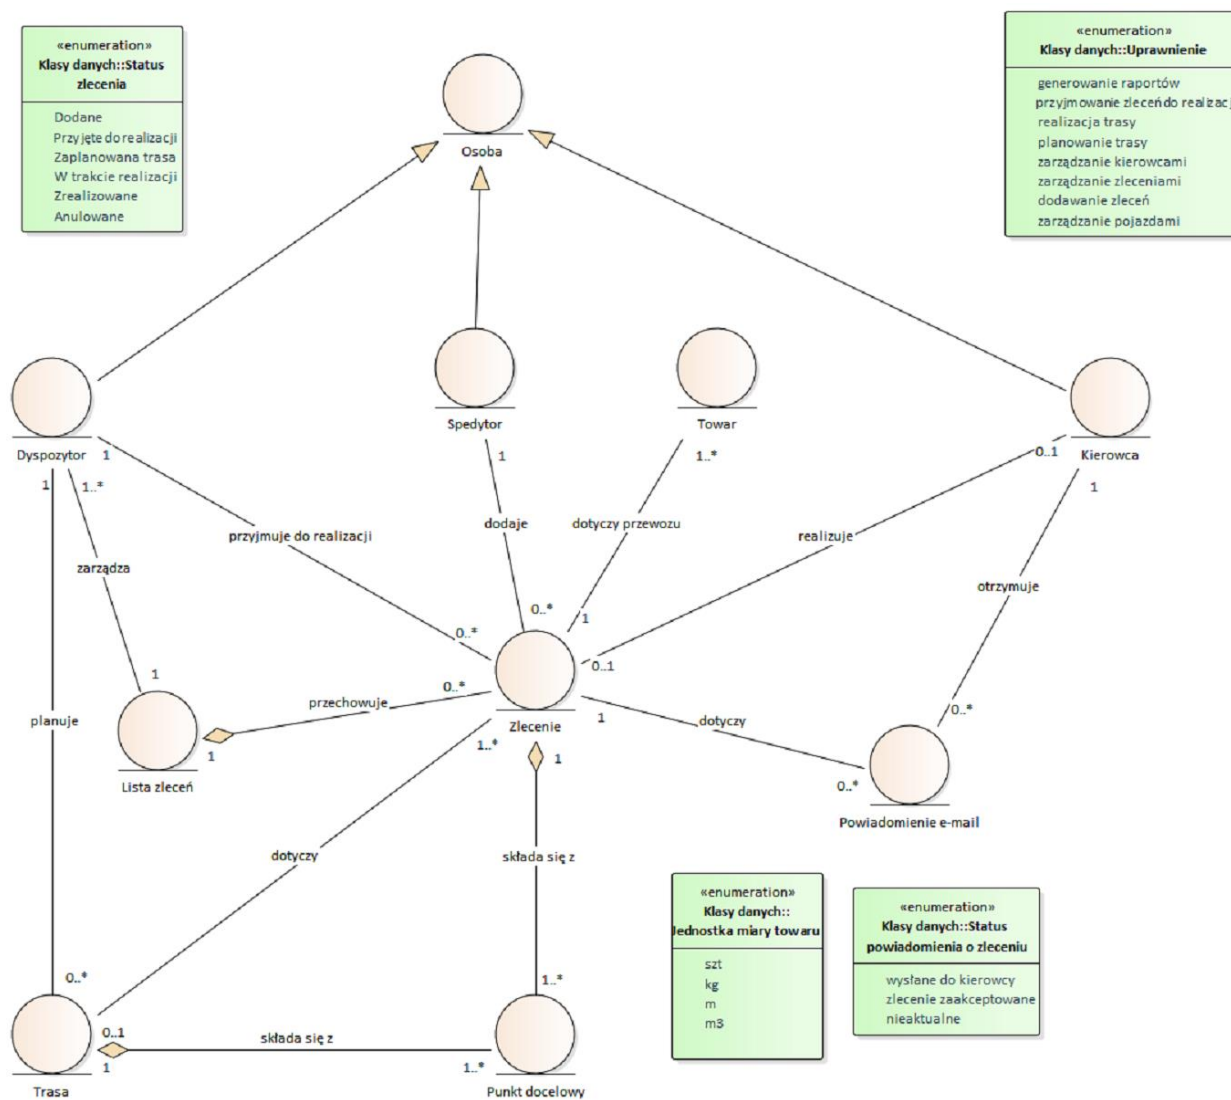 «enumeration»
Klasy danych::Status
zlecenia
Dodane
Przyjęte do realizacji
Zaplanowana trasa
W trakcie realizacji
Zrealizowane
Anulowane
«enumeration»
Klasy danych::Uprawnienie
generowanie raportów
przyjmowanie zleceń do realizacj
realizacja trasy
planowanie trasy
zarządzanie kierowcami
zarządzanie zleceniami
dodawanie zleceń
zarządzanie pojazdami
Osoba
Spedytor
Towar
Dyspozytor
Kierowca
1
1
1..*
0..1
1
1..*
1
dodaje
dotyczy przewozu
przyjmuje do realizacji
realizuje
zarządza
otrzymuje
0..*
1
0..*
0..1
1
0..*
przechowuje
0..*
planuje
Zlecenie
1
dotyczy
1..*
1
1
Lista zleceń
0..*
Powiadomienie e-mail
dotyczy
składa się z
«enumeration»
Klasy danych::
Jednostka miary towaru
szt
kg
m
m3
«enumeration»
Klasy danych::Status
powiadomienia o zleceniu
wysłane do kierowcy
zlecenie zaakceptowane
nieaktualne
0..*
1..*
0..1
składa się z
1
1..*
Trasa
Punkt docelowy